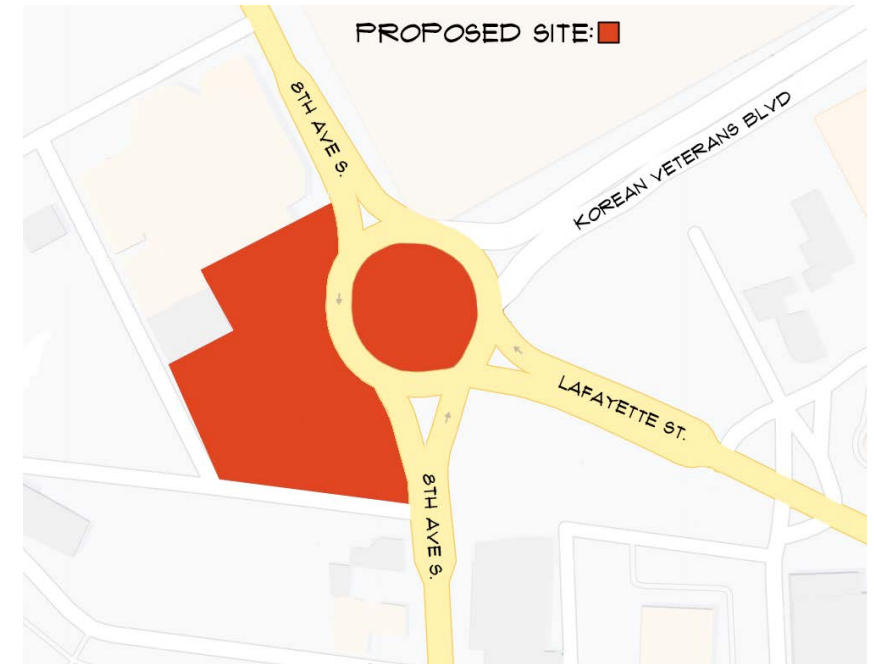 PROPOSED SITE:
8TH AVE S.
KOREAN VETERANS BLVD
LAFAYETTE ST.
8TH AVE S.